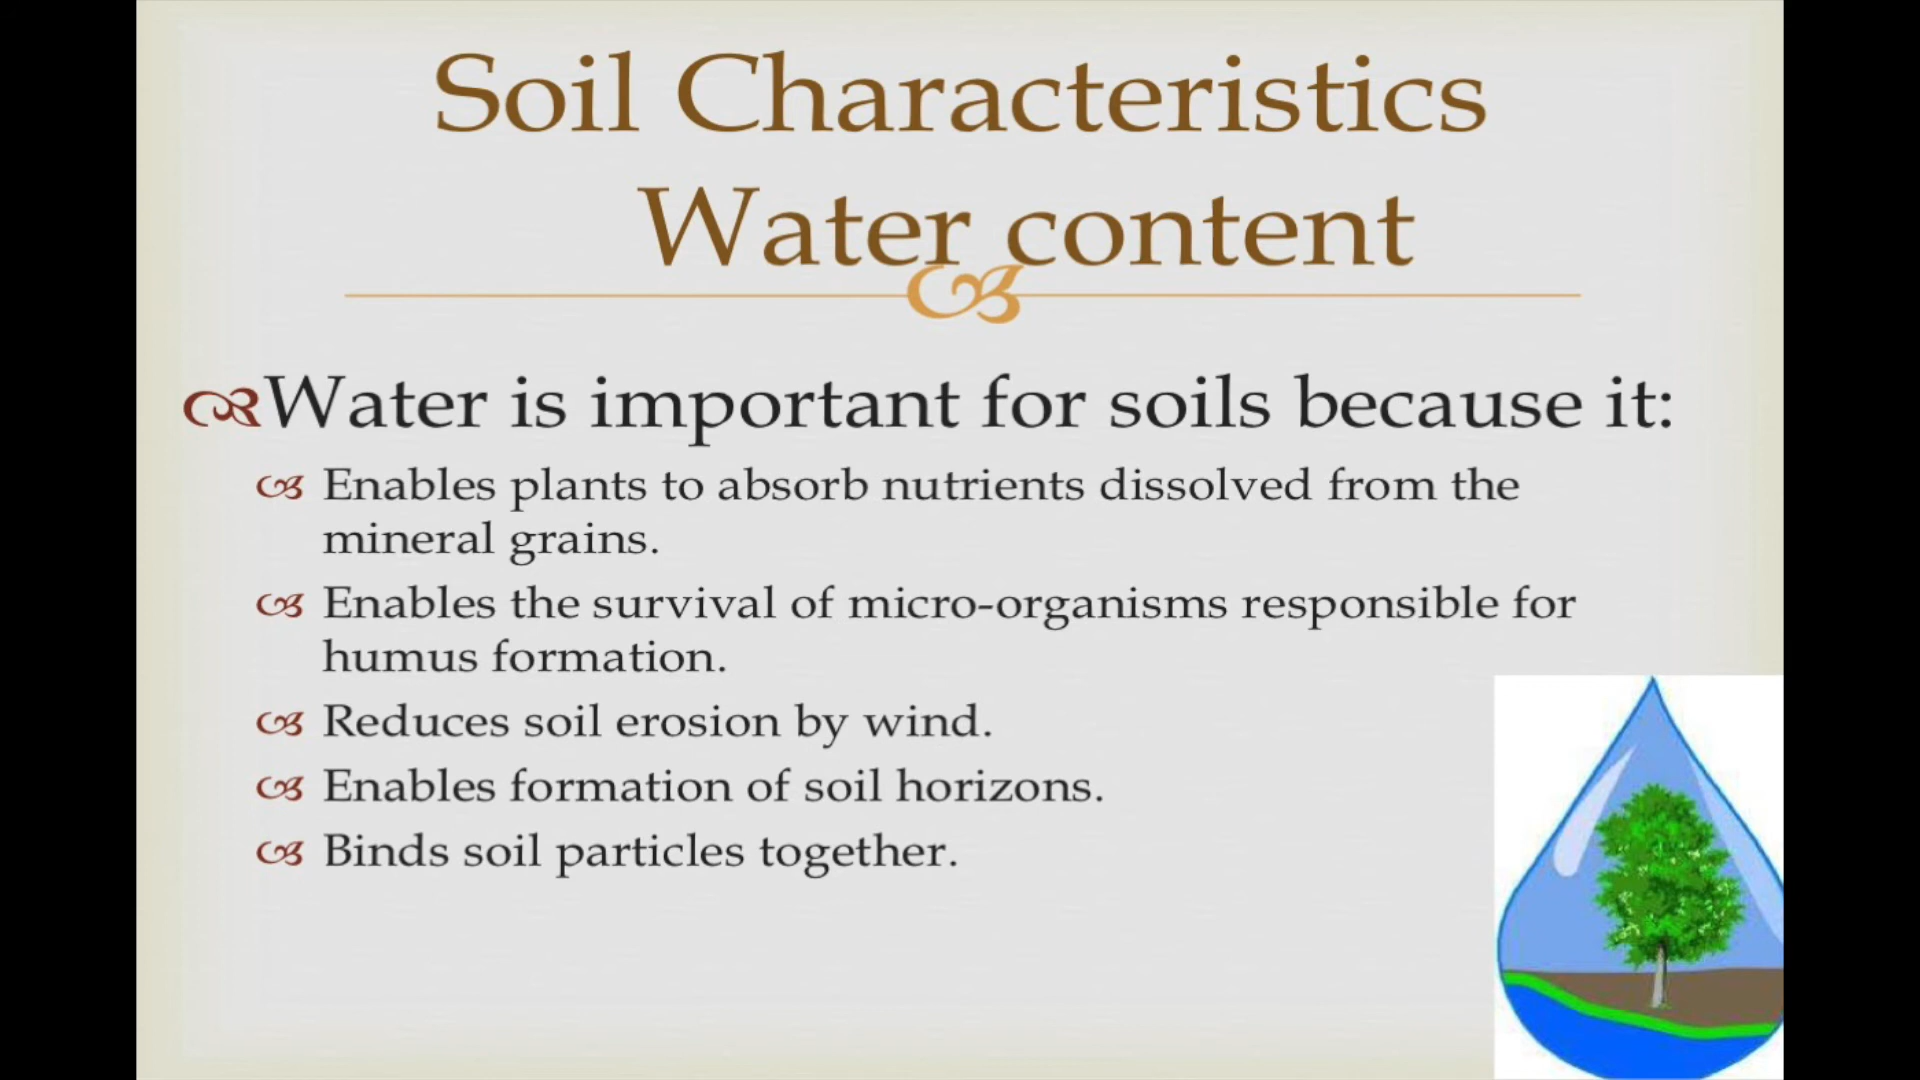 Soil Characteristics
Water content
Water is important for soils because it:
Enables plants to absorb nutrients dissolved from the
mineral grains.
Enables the survival of micro-organisms responsible for
humus formation.
Reduces soil erosion by wind.
Enables formation of soil horizons.
Binds soil particles together.